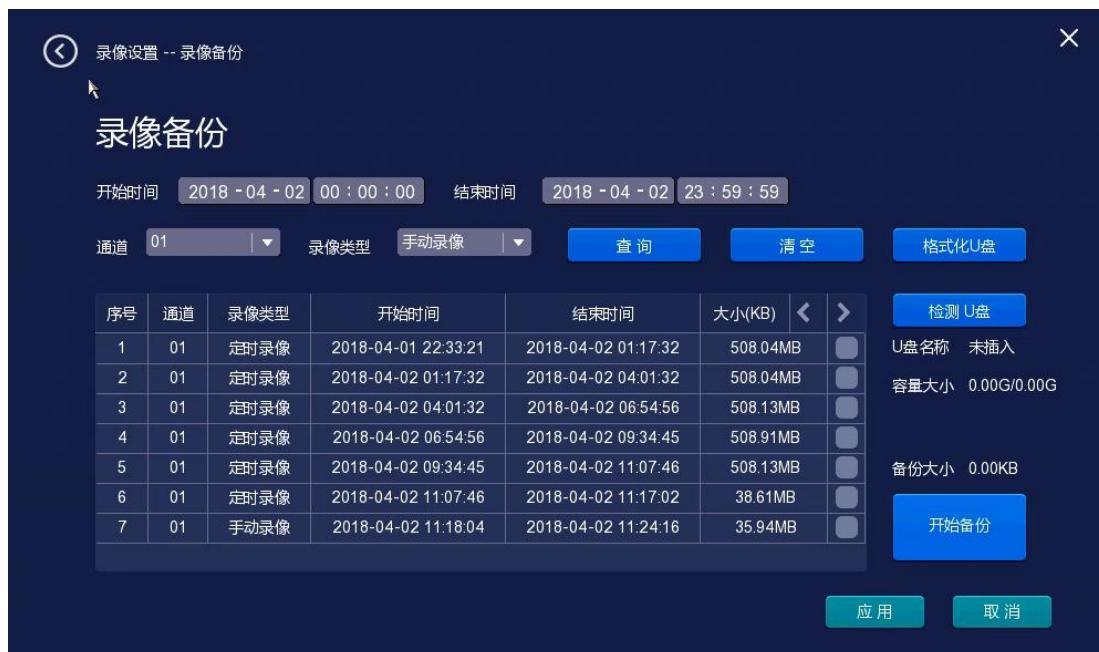 录像设置 -- 录像备份
录像备份
开始时间 2018 - 04 - 02 00 : 00 : 00 结束时间 2018 - 04 - 02 23 : 59 : 59
通道 01 录像类型 手动录像 查询 清空 格式化U盘
序号 通道 录像类型 开始时间 结束时间 大小(KB) 检测 U盘
1 01 定时录像 2018-04-01 22:33:21 2018-04-02 01:17:32 508.04MB U盘名称 未插入
2 01 定时录像 2018-04-02 01:17:32 2018-04-02 04:01:32 508.04MB 容量大小 0.00G/0.00G
3 01 定时录像 2018-04-02 04:01:32 2018-04-02 06:54:56 508.13MB
4 01 定时录像 2018-04-02 06:54:56 2018-04-02 09:34:45 508.91MB
5 01 定时录像 2018-04-02 09:34:45 2018-04-02 11:07:46 508.13MB 备份大小 0.00KB
6 01 定时录像 2018-04-02 11:07:46 2018-04-02 11:17:02 38.61MB
7 01 手动录像 2018-04-02 11:18:04 2018-04-02 11:24:16 35.94MB 开始备份
应用 取消